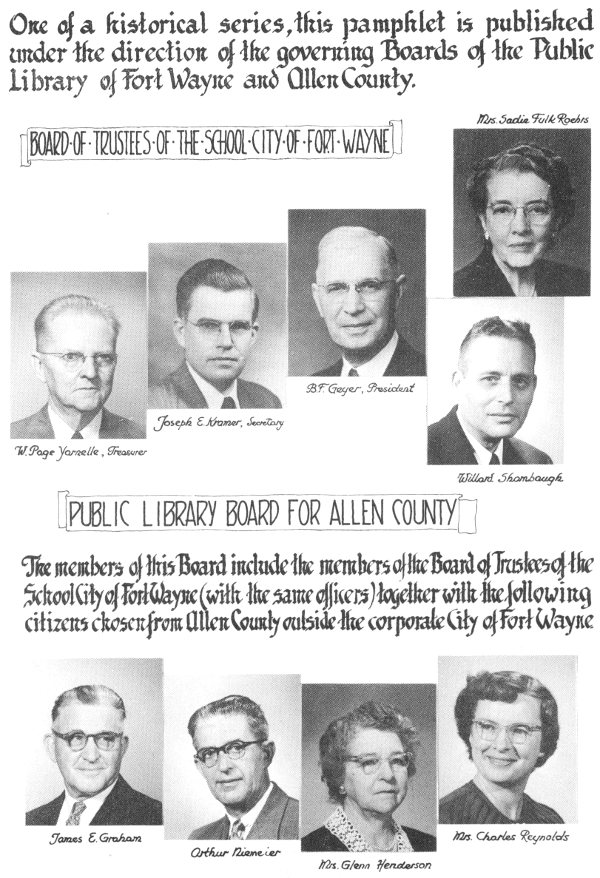 One of a historical series, this pamphlet is published
under the direction of the governing Boards of the Public
Library of Fort Wayne and Allen County.
BOARD·OF·TRUSTEES·OF·THE·SCHOOL·CITY·OF·FORT·WAYNE
Mrs. Sadie Fulk Roehrs
B.F. Geyer, President
Joseph E. Kramer, Secretary
W. Page Yarnelle, Treasurer
Willard Shambaugh
PUBLIC LIBRARY BOARD FOR ALLEN COUNTY
The members of this Board include the members of the Board of Trustees of the
School City of Fort Wayne (with the same officers) together with the following
citizens chosen from Allen County outside the corporate City of Fort Wayne
James E. Graham
Arthur Niemeier
Mrs. Glenn Henderson
Mrs. Charles Reynolds